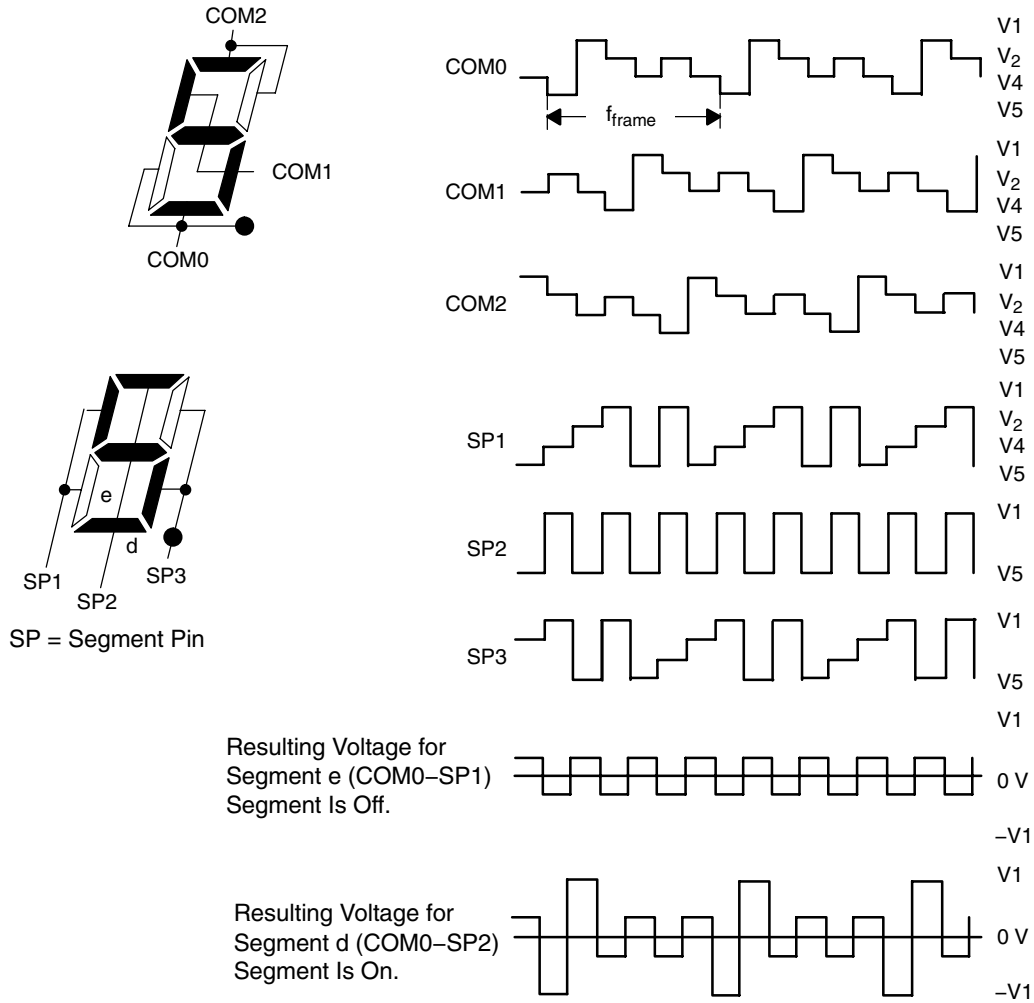 COM2
COM1
COM0
e
d
SP1
SP2
SP3
SP = Segment Pin
COM0
f_frame
V1
V2
V4
V5
COM1
V1
V2
V4
V5
COM2
V1
V2
V4
V5
SP1
V1
V2
V4
V5
SP2
V1
V5
SP3
V1
V5
Resulting Voltage for
Segment e (COM0−SP1)
Segment Is Off.
V1
0 V
−V1
Resulting Voltage for
Segment d (COM0−SP2)
Segment Is On.
V1
0 V
−V1